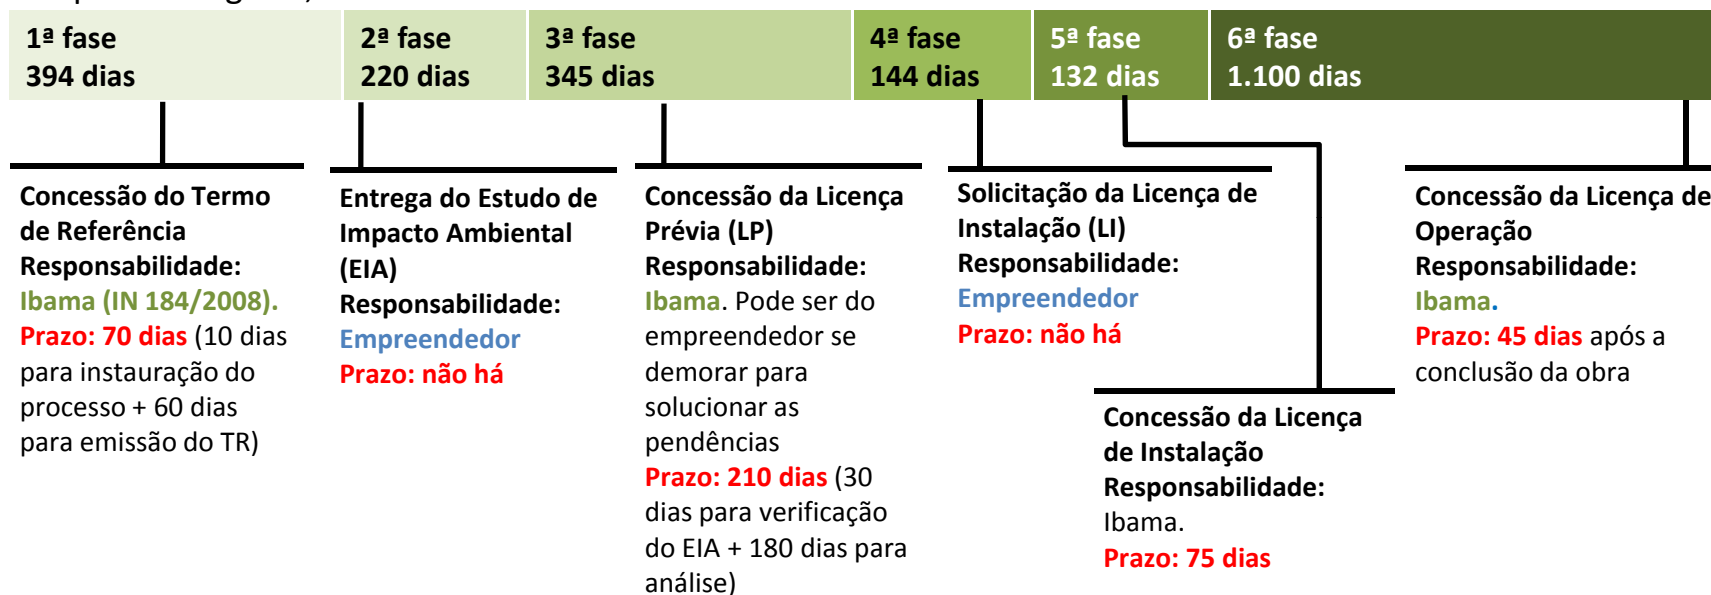 1ª fase
394 dias
2ª fase
220 dias
3ª fase
345 dias
4ª fase
144 dias
5ª fase
132 dias
6ª fase
1.100 dias
Concessão do Termo
de Referência
Responsabilidade:
Ibama (IN 184/2008).
Prazo: 70 dias (10 dias
para instauração do
processo + 60 dias
para emissão do TR)
Entrega do Estudo de
Impacto Ambiental
(EIA)
Responsabilidade:
Empreendedor
Prazo: não há
Concessão da Licença
Prévia (LP)
Responsabilidade:
Ibama. Pode ser do
empreendedor se
demorar para
solucionar as
pendências
Prazo: 210 dias (30
dias para verificação
do EIA + 180 dias para
análise)
Solicitação da Licença de
Instalação (LI)
Responsabilidade:
Empreendedor
Prazo: não há
Concessão da Licença
de Instalação
Responsabilidade:
Ibama.
Prazo: 75 dias
Concessão da Licença de
Operação
Responsabilidade:
Ibama.
Prazo: 45 dias após a
conclusão da obra